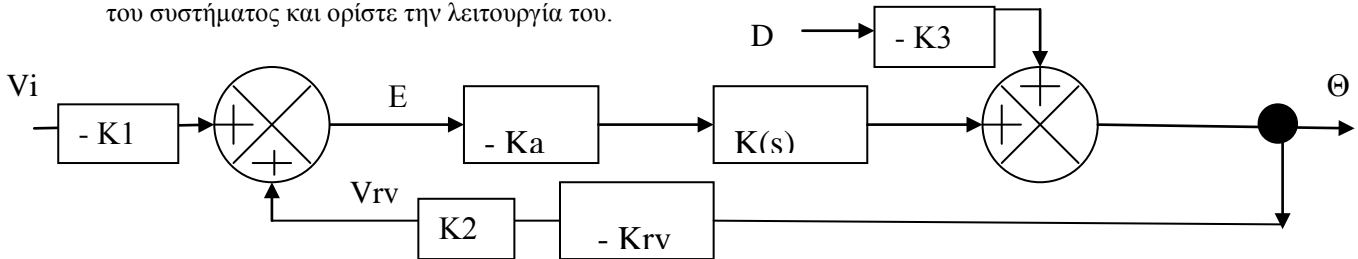 του συστήματος και ορίστε την λειτουργία του.
D
- K3
Vi
- K1
E
- Ka
K(s)
Θ
Vrv
K2
- Krv